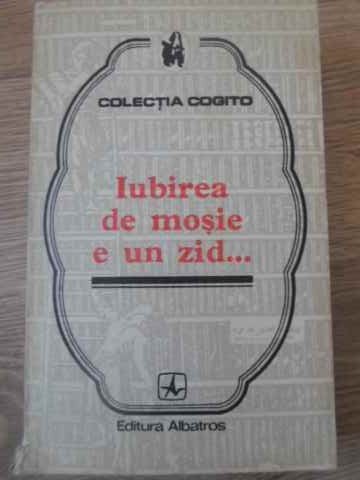 COLECȚIA COGITO
Iubirea
de moșie
e un zid...
Editura Albatros